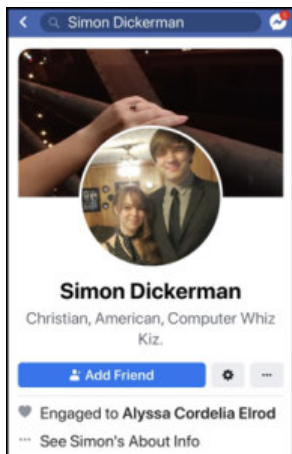 Simon Dickerman
Simon Dickerman
Christian, American, Computer Whiz
Kiz.
Add Friend
Engaged to Alyssa Cordelia Elrod
See Simon's About Info